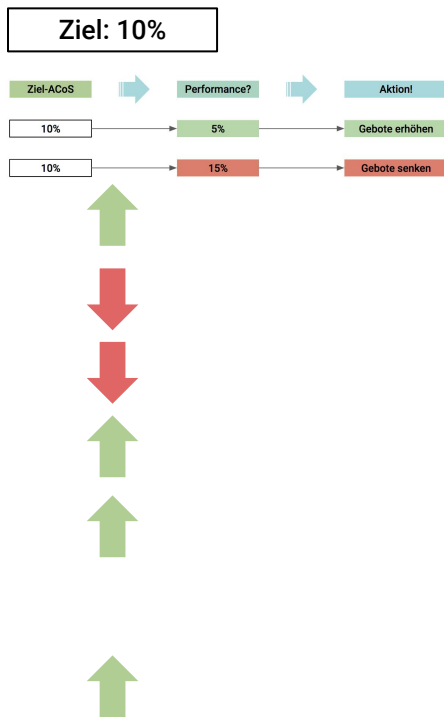 Ziel: 10%
Ziel-ACoS Performance? Aktion!
10% 5% Gebote erhöhen
10% 15% Gebote senken